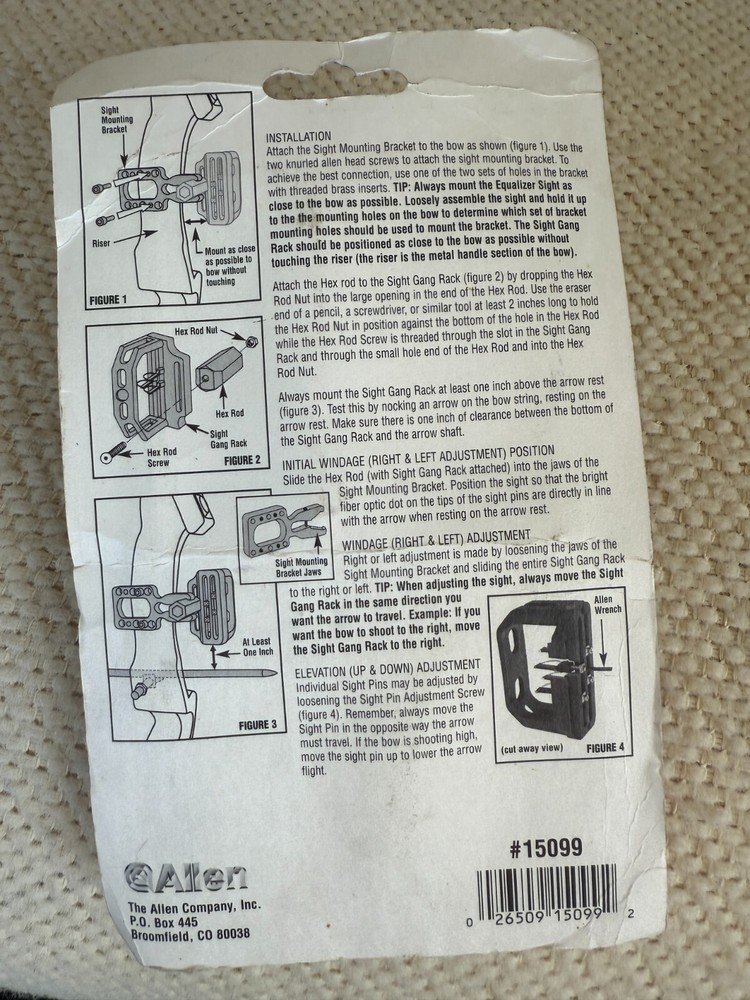 Sight
Mounting
Bracket
Riser
Mount as close
as possible to
bow without
touching
FIGURE 1
INSTALLATION
Attach the Sight Mounting Bracket to the bow as shown (figure 1). Use the
two knurled allen head screws to attach the sight mounting bracket. To
achieve the best connection, use one of the two sets of holes in the bracket
with threaded brass inserts. TIP: Always mount the Equalizer Sight as
close to the bow as possible. Loosely assemble the sight and hold it up
to the the mounting holes on the bow to determine which set of bracket
mounting holes should be used to mount the bracket. The Sight Gang
Rack should be positioned as close to the bow as possible without
touching the riser (the riser is the metal handle section of the bow).
Hex Rod Nut
Hex Rod
Sight
Gang Rack
Hex Rod
Screw
FIGURE 2
Attach the Hex rod to the Sight Gang Rack (figure 2) by dropping the Hex
Rod Nut into the large opening in the end of the Hex Rod. Use the eraser
end of a pencil, a screwdriver, or similar tool at least 2 inches long to hold
the Hex Rod Nut in position against the bottom of the hole in the Hex Rod
while the Hex Rod Screw is threaded through the slot in the Sight Gang
Rack and through the small hole end of the Hex Rod and into the Hex
Rod Nut.
Always mount the Sight Gang Rack at least one inch above the arrow rest
(figure 3). Test this by nocking an arrow on the bow string, resting on the
arrow rest. Make sure there is one inch of clearance between the bottom of
the Sight Gang Rack and the arrow shaft.
INITIAL WINDAGE (RIGHT & LEFT ADJUSTMENT) POSITION
Slide the Hex Rod (with Sight Gang Rack attached) into the jaws of the
Sight Mounting Bracket. Position the sight so that the bright
fiber optic dot on the tips of the sight pins are directly in line
with the arrow when resting on the arrow rest.
Sight Mounting
Bracket Jaws
At Least
One Inch
FIGURE 3
WINDAGE (RIGHT & LEFT) ADJUSTMENT
Right or left adjustment is made by loosening the jaws of the
Sight Mounting Bracket and sliding the entire Sight Gang Rack
to the right or left. TIP: When adjusting the sight, always move the Sight
Gang Rack in the same direction you
want the arrow to travel. Example: If you
want the bow to shoot to the right, move
the Sight Gang Rack to the right.
ELEVATION (UP & DOWN) ADJUSTMENT
Individual Sight Pins may be adjusted by
loosening the Sight Pin Adjustment Screw
(figure 4). Remember, always move the
Sight Pin in the opposite way the arrow
must travel. If the bow is shooting high,
move the sight pin up to lower the arrow
flight.
Allen
Wrench
(cut away view)
FIGURE 4
Allen
The Allen Company, Inc.
P.O. Box 445
Broomfield, CO 80038
#15099
0 26509 15099 2